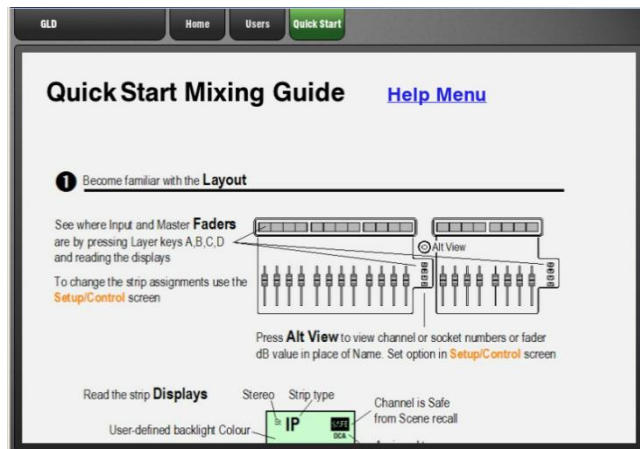 GLD
Home
Users
Quick Start
Quick Start Mixing Guide
Help Menu
1
Become familiar with the Layout
See where Input and Master Faders
are by pressing Layer keys A,B,C,D
and reading the displays
To change the strip assignments use the
Setup/Control screen
Alt View
Press Alt View to view channel or socket numbers or fader
dB value in place of Name. Set option in Setup/Control screen
Read the strip Displays
Stereo
Strip type
Channel is Safe
from Scene recall
User-defined backlight Colour
IP
SAFE
DCA